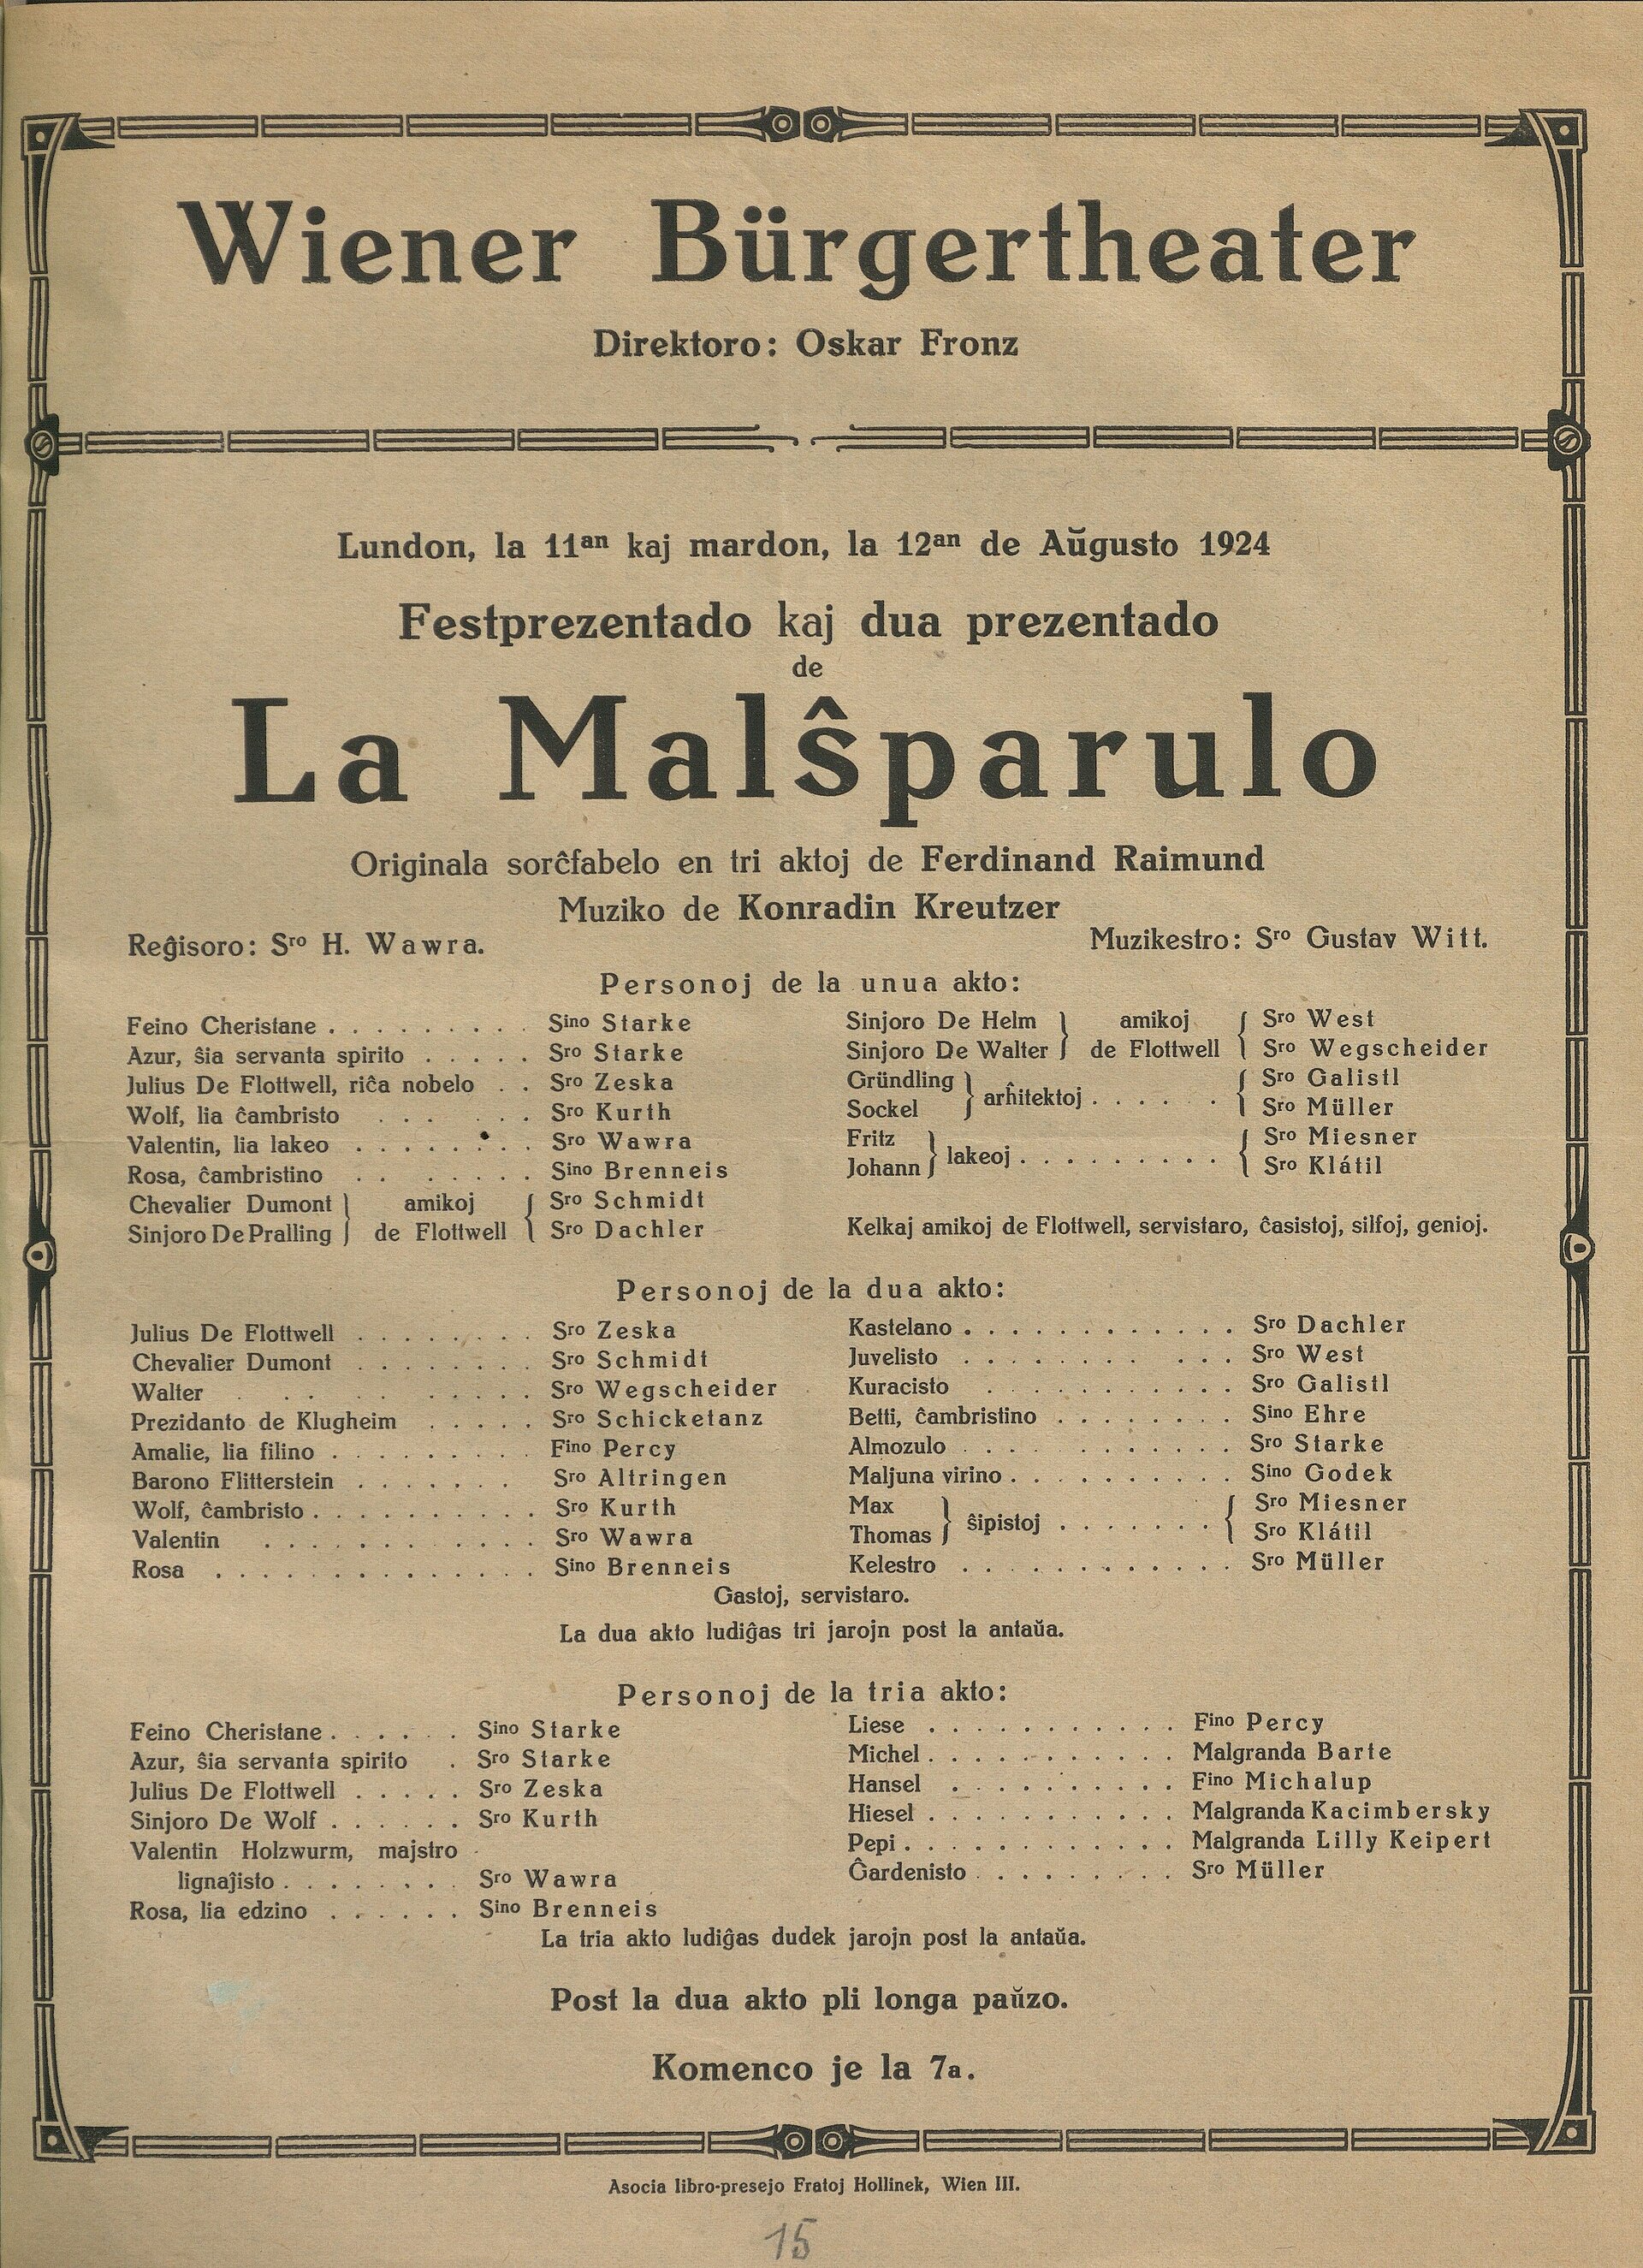 Wiener Bürgertheater
Direktoro: Oskar Fronz
Lundon, la 11an kaj mardon, la 12an de Aŭgusto 1924
Festprezentado kaj dua prezentado
de
La Malŝparulo
Originala sorĉfabelo en tri aktoj de Ferdinand Raimund
Muziko de Konradin Kreutzer
Reĝisoro: Sro H. Wawra.
Muzikestro: Sro Gustav Witt.
Personoj de la unua akto:
Feino Cheristane . . . . . . . . . Sino Starke
Azur, ŝia servanta spirito . . . . . Sro Starke
Julius De Flottwell, riĉa nobelo . . Sro Zeska
Wolf, lia ĉambristo . . . . . Sro Kurth
Valentin, lia lakeo . . . . . . . . Sro Wawra
Rosa, ĉambristino . . . . . . . Sino Brenneis
Chevalier Dumont } amikoj { Sro Schmidt
Sinjoro De Pralling } de Flottwell { Sro Dachler
Sinjoro De Helm } amikoj { Sro West
Sinjoro De Walter } de Flottwell { Sro Wegscheider
Gründling } arĥitektoj . . . . . . { Sro Galistl
Sockel { Sro Müller
Fritz } lakeoj . . . . . . . . . { Sro Miesner
Johann { Sro Klátil
Kelkaj amikoj de Flottwell, servistaro, ĉasistoj, silfoj, genioj.
Personoj de la dua akto:
Julius De Flottwell . . . . . . . . Sro Zeska
Chevalier Dumont . . . . . . . . Sro Schmidt
Walter . . . . . . . . Sro Wegscheider
Prezidanto de Klugheim . . . . . Sro Schicketanz
Amalie, lia filino . . . . . . . . . Fino Percy
Barono Flitterstein . . . . . . . Sro Altringen
Wolf, ĉambristo . . . . . . . . . . Sro Kurth
Valentin . . . . . . . . . . . . Sro Wawra
Rosa . . . . . . . . . . . . . . Sino Brenneis
Kastelano . . . . . . . . . . . . Sro Dachler
Juvelisto . . . . . . . . . . . Sro West
Kuracisto . . . . . . . . . . . Sro Galistl
Betti, ĉambristino . . . . . . . . Sino Ehre
Almozulo . . . . . . . . . . . Sro Starke
Maljuna virino . . . . . . . . . . Sino Godek
Max } ŝipistoj . . . . . . . { Sro Miesner
Thomas { Sro Klátil
Kelestro . . . . . . . . . . . . Sro Müller
Gastoj, servistaro.
La dua akto ludiĝas tri jarojn post la antaŭa.
Personoj de la tria akto:
Feino Cheristane . . . . . . Sino Starke
Azur, ŝia servanta spirito . Sro Starke
Julius De Flottwell . . . . . Sro Zeska
Sinjoro De Wolf . . . . . . Sro Kurth
Valentin Holzwurm, majstro
lignaĵisto . . . . . . . . Sro Wawra
Rosa, lia edzino . . . . . . Sino Brenneis
Liese . . . . . . . . . . . Fino Percy
Michel . . . . . . . . . . . Malgranda Barte
Hansel . . . . . . . . . . Fino Michalup
Hiesel . . . . . . . . . . . Malgranda Kacimbersky
Pepi . . . . . . . . . . . . Malgranda Lilly Keipert
Ĝardenisto . . . . . . . . . Sro Müller
La tria akto ludiĝas dudek jarojn post la antaŭa.
Post la dua akto pli longa paŭzo.
Komenco je la 7a.
Asocia libro-presejo Fratoj Hollinek, Wien III.
15